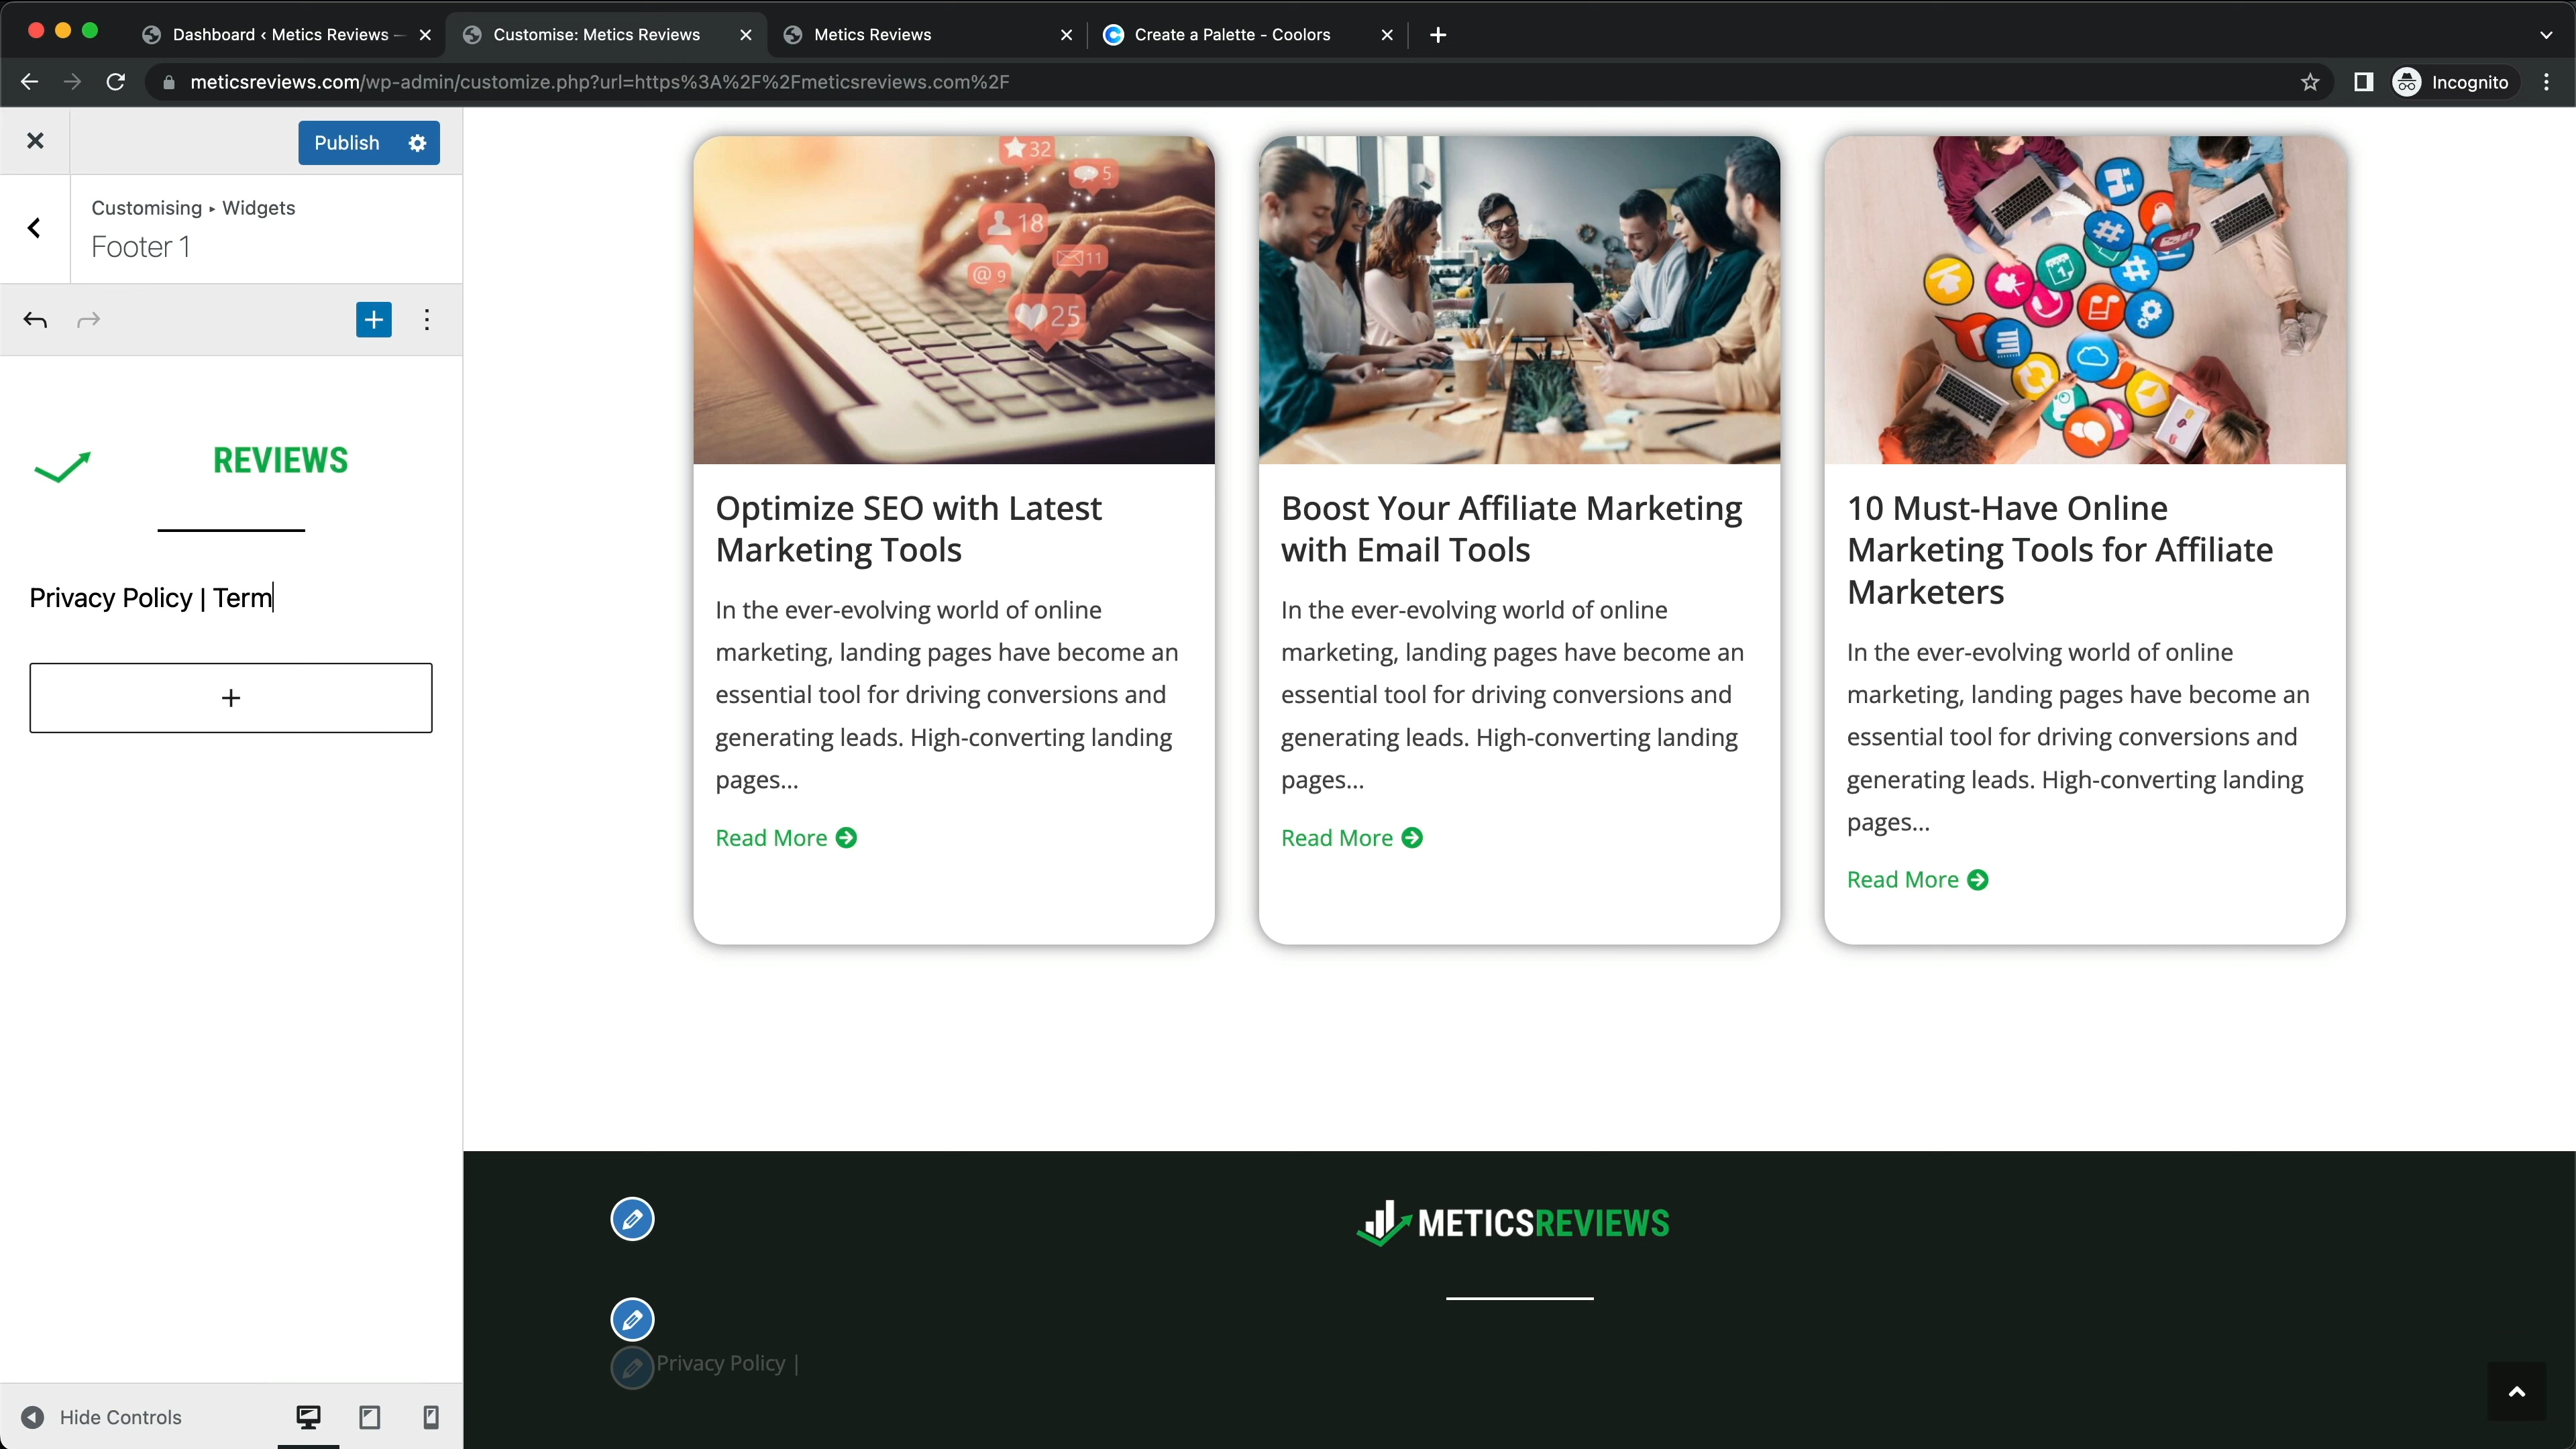 Dashboard ‹ Metics Reviews —
Customise: Metics Reviews
Metics Reviews
Create a Palette - Coolors
meticsreviews.com/wp-admin/customize.php?url=https%3A%2F%2Fmeticsreviews.com%2F
Incognito
Publish
Customising ▸ Widgets
Footer 1
REVIEWS
Privacy Policy | Term
Hide Controls
32
5
18
11
@ 9
25
Optimize SEO with Latest
Marketing Tools
In the ever-evolving world of online
marketing, landing pages have become an
essential tool for driving conversions and
generating leads. High-converting landing
pages...
Read More
Boost Your Affiliate Marketing
with Email Tools
In the ever-evolving world of online
marketing, landing pages have become an
essential tool for driving conversions and
generating leads. High-converting landing
pages...
Read More
10 Must-Have Online
Marketing Tools for Affiliate
Marketers
In the ever-evolving world of online
marketing, landing pages have become an
essential tool for driving conversions and
generating leads. High-converting landing
pages...
Read More
METICSREVIEWS
Privacy Policy |